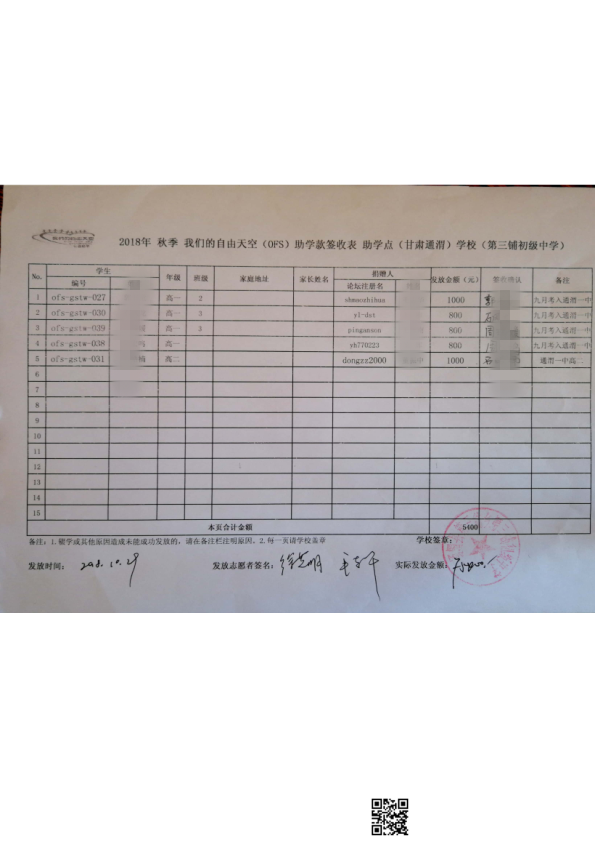 2018年 秋季 我们的自由天空（OFS）助学款签收表 助学点（甘肃通渭）学校（第三铺初级中学）
No. 学生 年级 班级 家庭地址 家长姓名 捐赠人 发放金额（元） 备注
编号 论坛注册名
1 ofs-gstw-027 高一 2 shmaozhihua 1000 九月考入通渭一中
2 ofs-gstw-030 高一 3 yl-dct 800 九月考入通渭一中
3 ofs-gstw-039 高一 3 pinganson 800 九月考入通渭一中
4 ofs-gstw-038 高一 yh770223 800 九月考入通渭一中
5 ofs-gstw-031 高二 dongzz2000 1000 通渭一中高二
6
7
8
9
10
11
12
13
14
15
本页合计金额 5400
备注：1.辍学或其他原因造成未能成功发放的，请在备注栏注明原因。2.每一页请学校盖章 学校签章：
发放时间： 2018.10.29 发放志愿者签名： 实际发放金额：